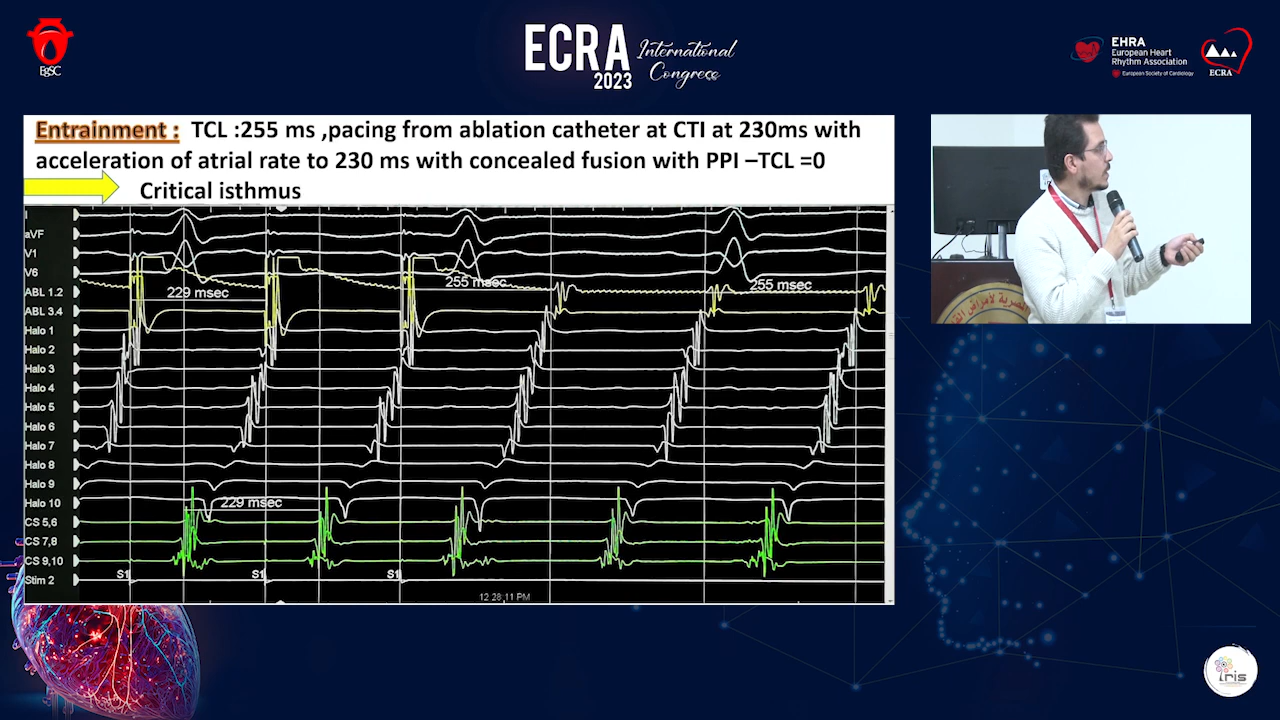 EgSC
ECRA
2023
International
Congress
EHRA
European Heart
Rhythm Association
European Society of Cardiology
ECRA
Entrainment : TCL :255 ms ,pacing from ablation catheter at CTI at 230ms with
acceleration of atrial rate to 230 ms with concealed fusion with PPI –TCL =0
Critical isthmus
I
aVF
V1
V6
ABL 1.2
ABL 3.4
Halo 1
Halo 2
Halo 3
Halo 4
Halo 5
Halo 6
Halo 7
Halo 8
Halo 9
Halo 10
CS 5,6
CS 7,8
CS 9,10
Stim 2
229 msec
255 msec
255 msec
229 msec
S1
S1
S1
12:28:11 PM
المصرية لأمراض القلب
iris